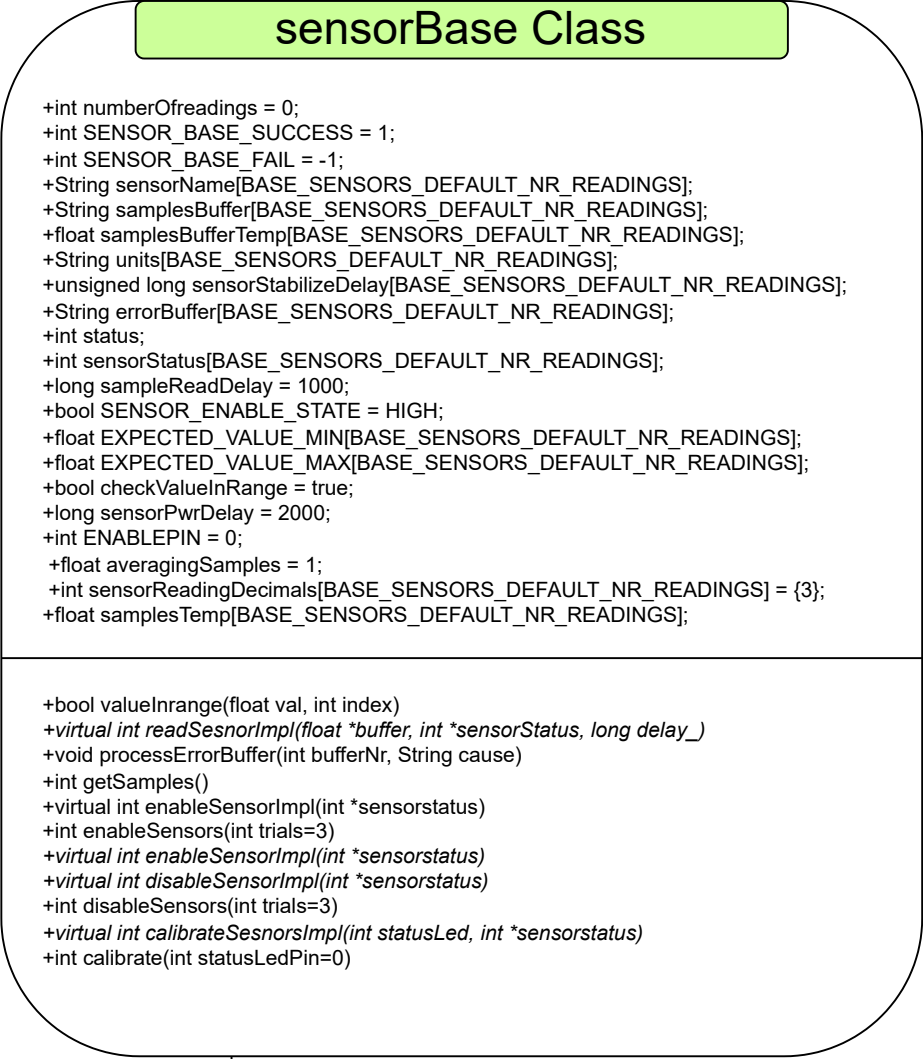 sensorBase Class
+int numberOfreadings = 0;
+int SENSOR_BASE_SUCCESS = 1;
+int SENSOR_BASE_FAIL = -1;
+String sensorName[BASE_SENSORS_DEFAULT_NR_READINGS];
+String samplesBuffer[BASE_SENSORS_DEFAULT_NR_READINGS];
+float samplesBufferTemp[BASE_SENSORS_DEFAULT_NR_READINGS];
+String units[BASE_SENSORS_DEFAULT_NR_READINGS];
+unsigned long sensorStabilizeDelay[BASE_SENSORS_DEFAULT_NR_READINGS];
+String errorBuffer[BASE_SENSORS_DEFAULT_NR_READINGS];
+int status;
+int sensorStatus[BASE_SENSORS_DEFAULT_NR_READINGS];
+long sampleReadDelay = 1000;
+bool SENSOR_ENABLE_STATE = HIGH;
+float EXPECTED_VALUE_MIN[BASE_SENSORS_DEFAULT_NR_READINGS];
+float EXPECTED_VALUE_MAX[BASE_SENSORS_DEFAULT_NR_READINGS];
+bool checkValueInRange = true;
+long sensorPwrDelay = 2000;
+int ENABLEPIN = 0;
+float averagingSamples = 1;
+int sensorReadingDecimals[BASE_SENSORS_DEFAULT_NR_READINGS] = {3};
+float samplesTemp[BASE_SENSORS_DEFAULT_NR_READINGS];
+bool valueInrange(float val, int index)
+virtual int readSesnorImpl(float *buffer, int *sensorStatus, long delay_)
+void processErrorBuffer(int bufferNr, String cause)
+int getSamples()
+virtual int enableSensorImpl(int *sensorstatus)
+int enableSensors(int trials=3)
+virtual int enableSensorImpl(int *sensorstatus)
+virtual int disableSensorImpl(int *sensorstatus)
+int disableSensors(int trials=3)
+virtual int calibrateSesnorsImpl(int statusLed, int *sensorstatus)
+int calibrate(int statusLedPin=0)